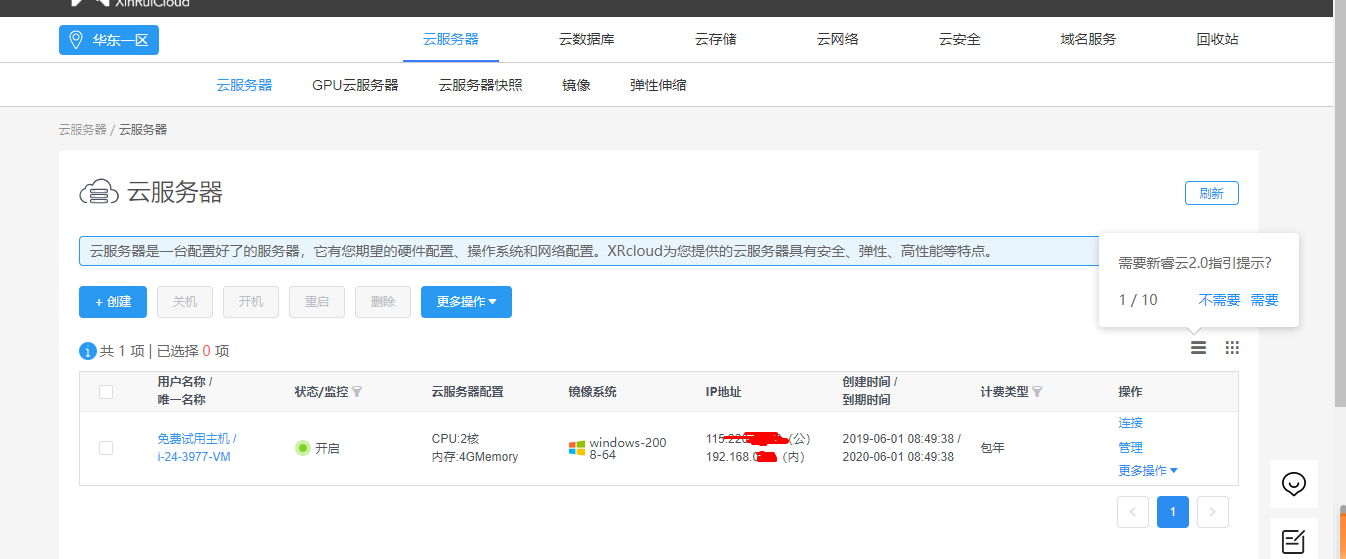 XinRuiCloud
华东一区
云服务器 云数据库 云存储 云网络 云安全 域名服务 回收站
云服务器 GPU云服务器 云服务器快照 镜像 弹性伸缩
云服务器 / 云服务器
云服务器
刷新
云服务器是一台配置好了的服务器，它有您期望的硬件配置、操作系统和网络配置。XRcloud为您提供的云服务器具有安全、弹性、高性能等特点。
需要新睿云2.0指引提示?
1 / 10 不需要 需要
+ 创建 关机 开机 重启 删除 更多操作
共 1 项 | 已选择 0 项
用户名称 /
唯一名称
状态/监控
云服务器配置
镜像系统
IP地址
创建时间 /
到期时间
计费类型
操作
免费试用主机 /
i-24-3977-VM
开启
CPU:2核
内存:4GMemory
windows-200
8-64
115. (公)
192.168. (内)
2019-06-01 08:49:38 /
2020-06-01 08:49:38
包年
连接
管理
更多操作
1